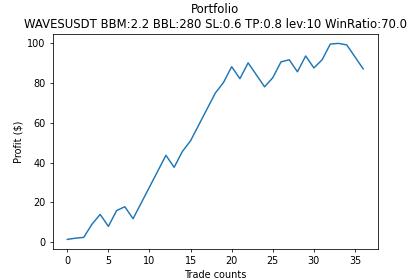 Portfolio
WAVESUSDT BBM:2.2 BBL:280 SL:0.6 TP:0.8 lev:10 WinRatio:70.0
100
80
60
40
20
0
Profit ($)
0 5 10 15 20 25 30 35
Trade counts